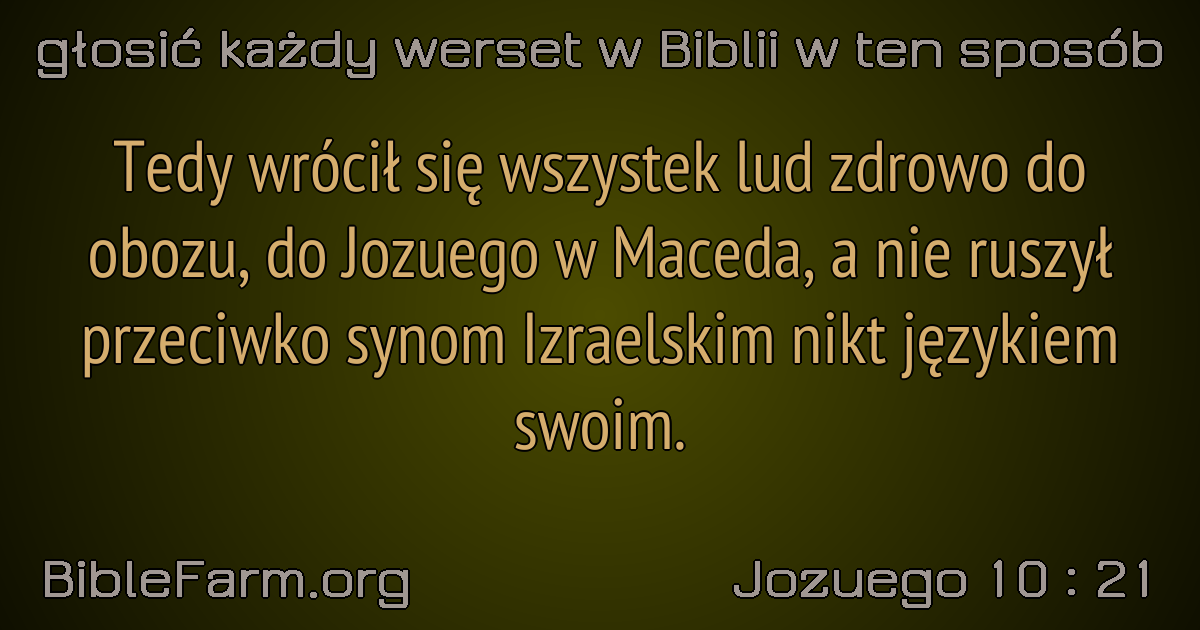 głosić każdy werset w Biblii w ten sposób
Tedy wrócił się wszystek lud zdrowo do
obozu, do Jozuego w Maceda, a nie ruszył
przeciwko synom Izraelskim nikt językiem
swoim.
BibleFarm.org
Jozuego 10 : 21